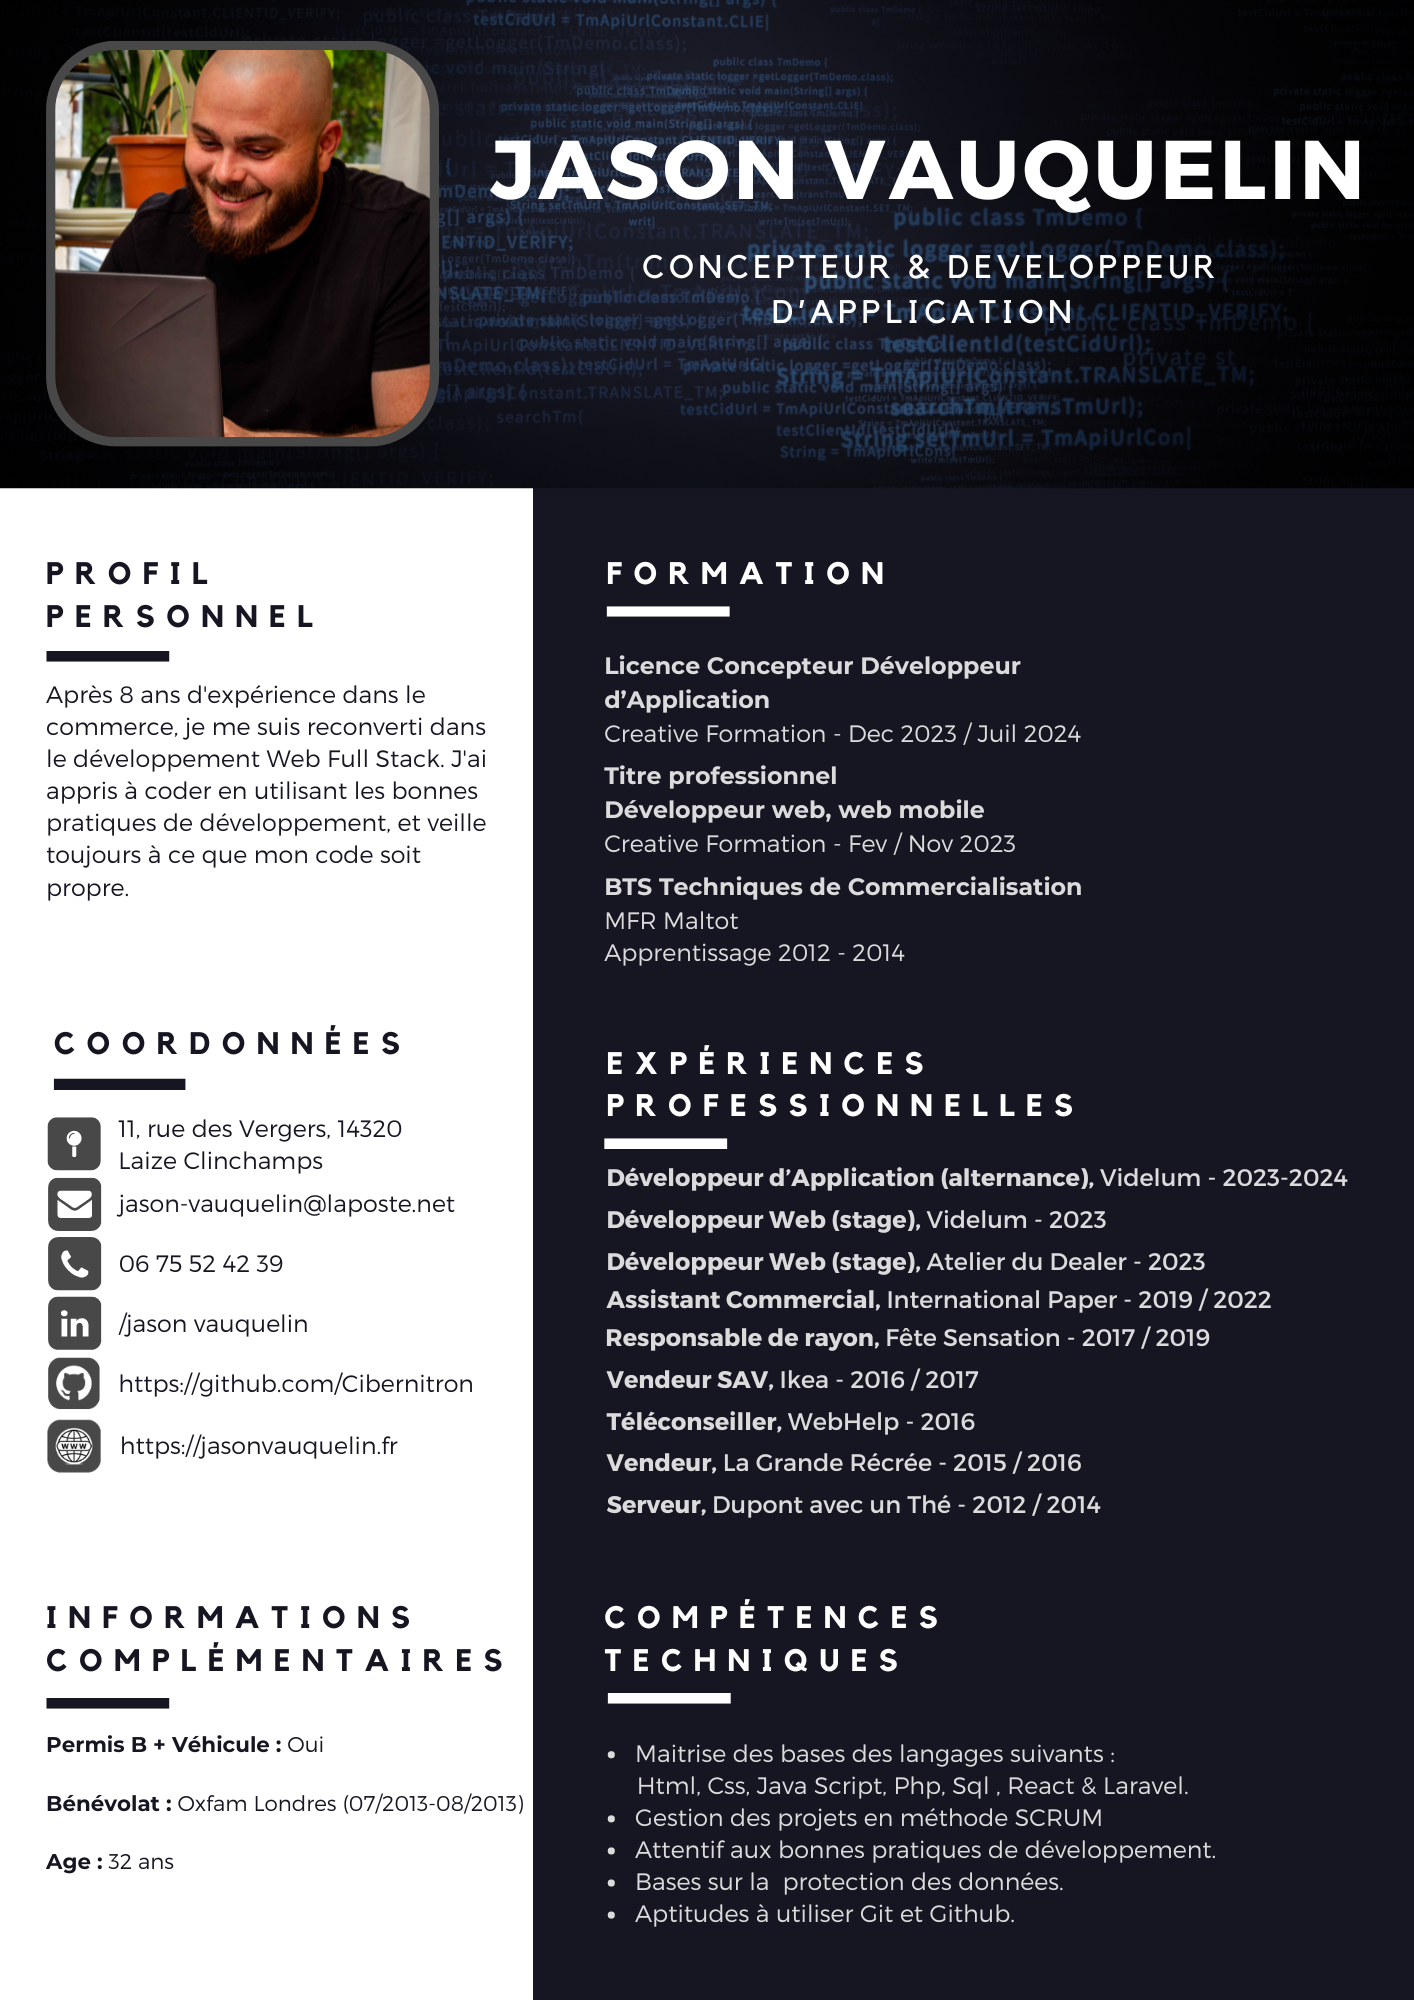 JASON VAUQUELIN
CONCEPTEUR & DEVELOPPEUR
D'APPLICATION
PROFIL
PERSONNEL
Après 8 ans d'expérience dans le
commerce, je me suis reconverti dans
le développement Web Full Stack. J'ai
appris à coder en utilisant les bonnes
pratiques de développement, et veille
toujours à ce que mon code soit
propre.
COORDONNÉES
11, rue des Vergers, 14320
Laize Clinchamps
jason-vauquelin@laposte.net
06 75 52 42 39
/jason vauquelin
https://github.com/Cibernitron
https://jasonvauquelin.fr
INFORMATIONS
COMPLÉMENTAIRES
Permis B + Véhicule : Oui
Bénévolat : Oxfam Londres (07/2013-08/2013)
Age : 32 ans
FORMATION
Licence Concepteur Développeur
d’Application
Creative Formation - Dec 2023 / Juil 2024
Titre professionnel
Développeur web, web mobile
Creative Formation - Fev / Nov 2023
BTS Techniques de Commercialisation
MFR Maltot
Apprentissage 2012 - 2014
EXPÉRIENCES
PROFESSIONNELLES
Développeur d’Application (alternance), Videlum - 2023-2024
Développeur Web (stage), Videlum - 2023
Développeur Web (stage), Atelier du Dealer - 2023
Assistant Commercial, International Paper - 2019 / 2022
Responsable de rayon, Fête Sensation - 2017 / 2019
Vendeur SAV, Ikea - 2016 / 2017
Téléconseiller, WebHelp - 2016
Vendeur, La Grande Récrée - 2015 / 2016
Serveur, Dupont avec un Thé - 2012 / 2014
COMPÉTENCES
TECHNIQUES
• Maitrise des bases des langages suivants :
Html, Css, Java Script, Php, Sql , React & Laravel.
• Gestion des projets en méthode SCRUM
• Attentif aux bonnes pratiques de développement.
• Bases sur la  protection des données.
• Aptitudes à utiliser Git et Github.